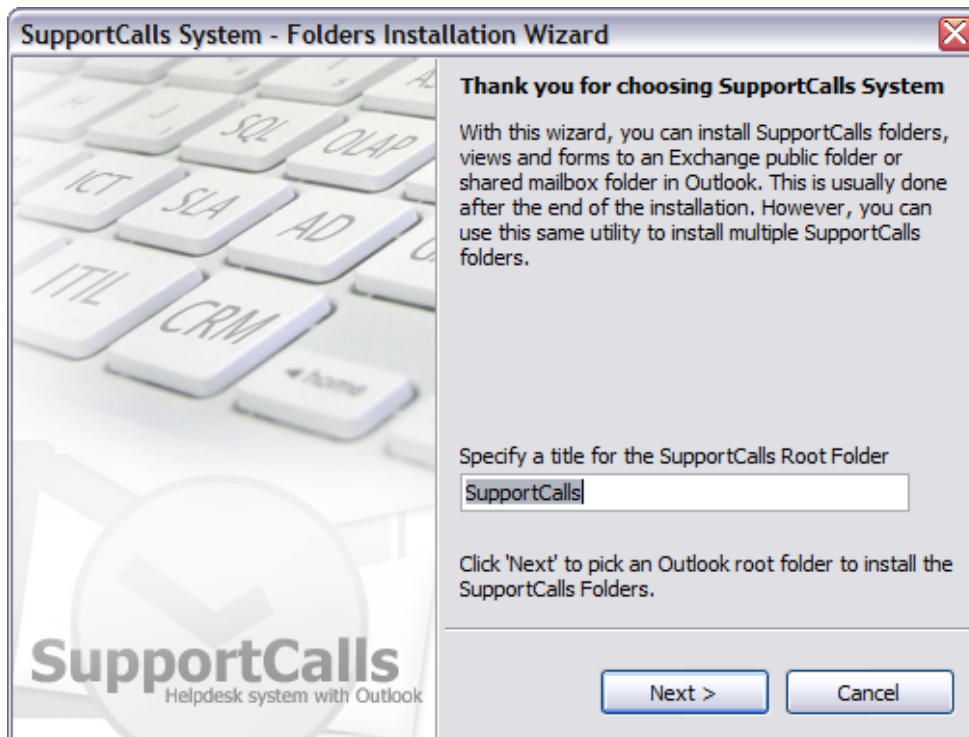 SupportCalls System - Folders Installation Wizard
Thank you for choosing SupportCalls System
With this wizard, you can install SupportCalls folders,
views and forms to an Exchange public folder or
shared mailbox folder in Outlook. This is usually done
after the end of the installation. However, you can
use this same utility to install multiple SupportCalls
folders.
SQL
OLAP
ICT
SLA
AD
ITIL
CRM
home
Specify a title for the SupportCalls Root Folder
SupportCalls
Click 'Next' to pick an Outlook root folder to install the
SupportCalls Folders.
SupportCalls
Helpdesk system with Outlook
Next >
Cancel